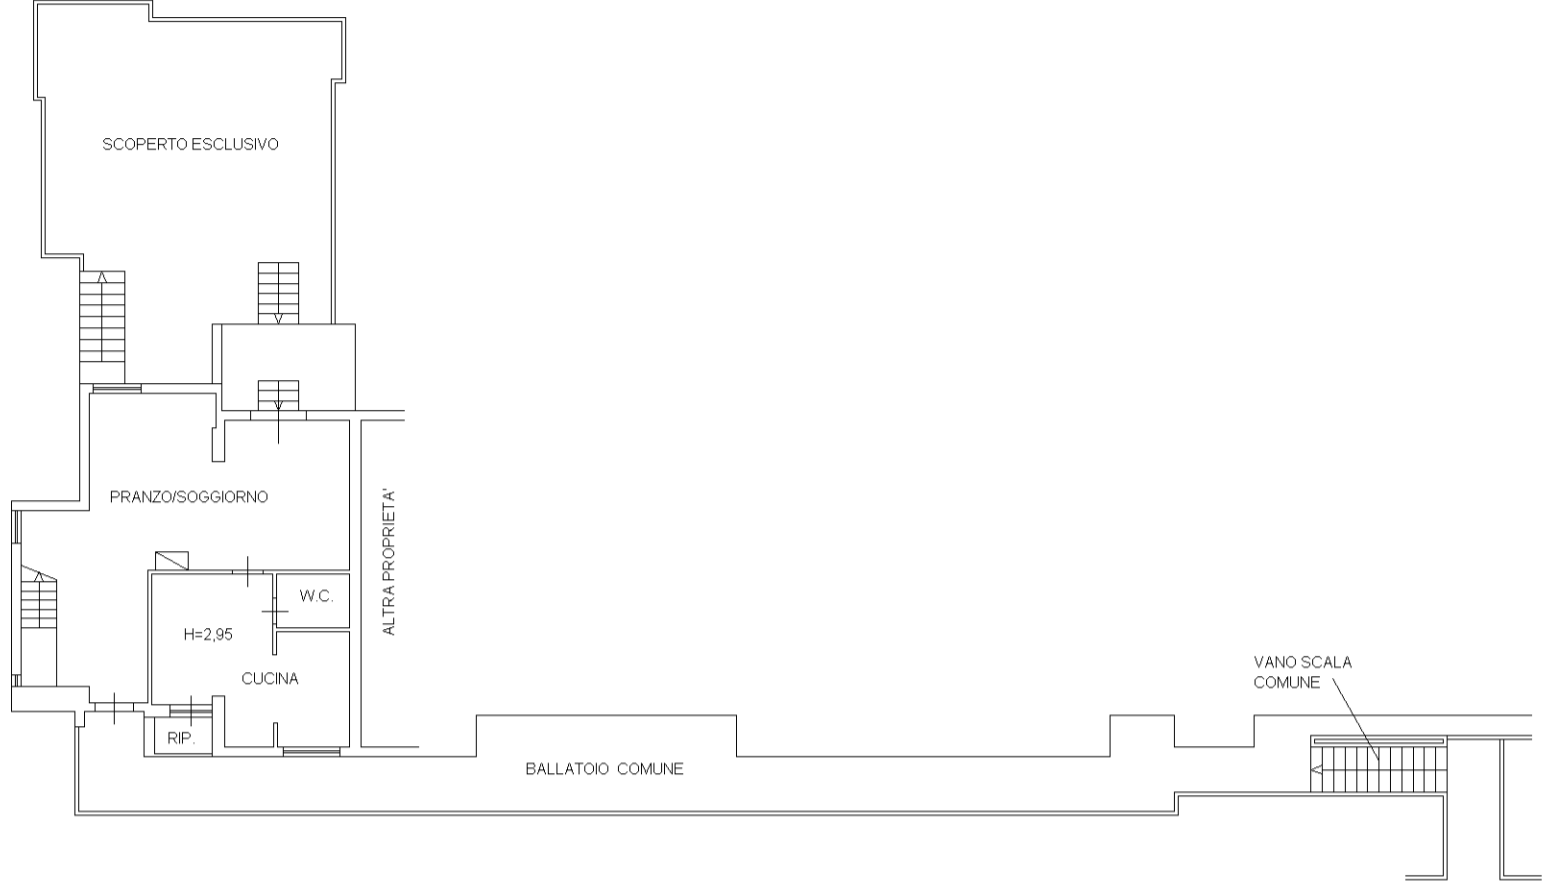 SCOPERTO ESCLUSIVO
PRANZO/SOGGIORNO
ALTRA PROPRIETA'
W.C.
H=2,95
CUCINA
RIP.
BALLATOIO COMUNE
VANO SCALA
COMUNE